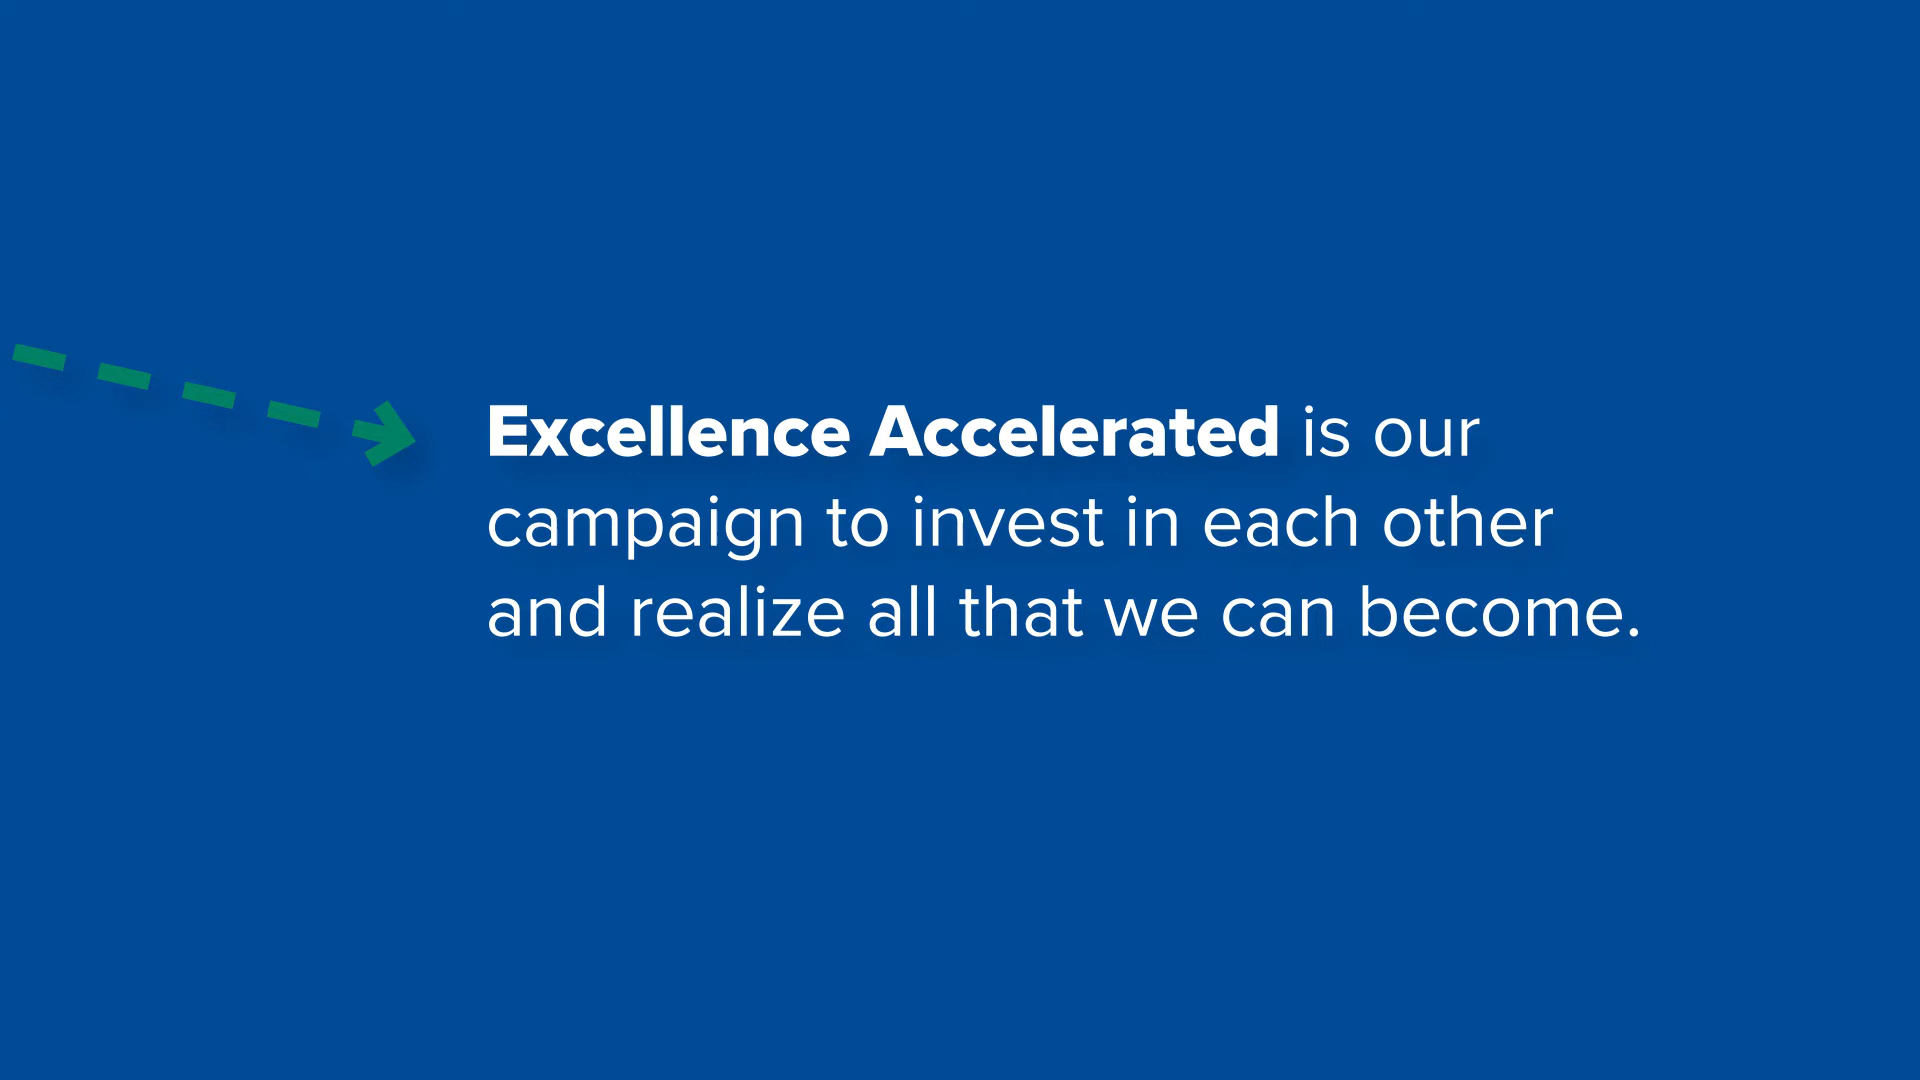 Excellence Accelerated is our
campaign to invest in each other
and realize all that we can become.